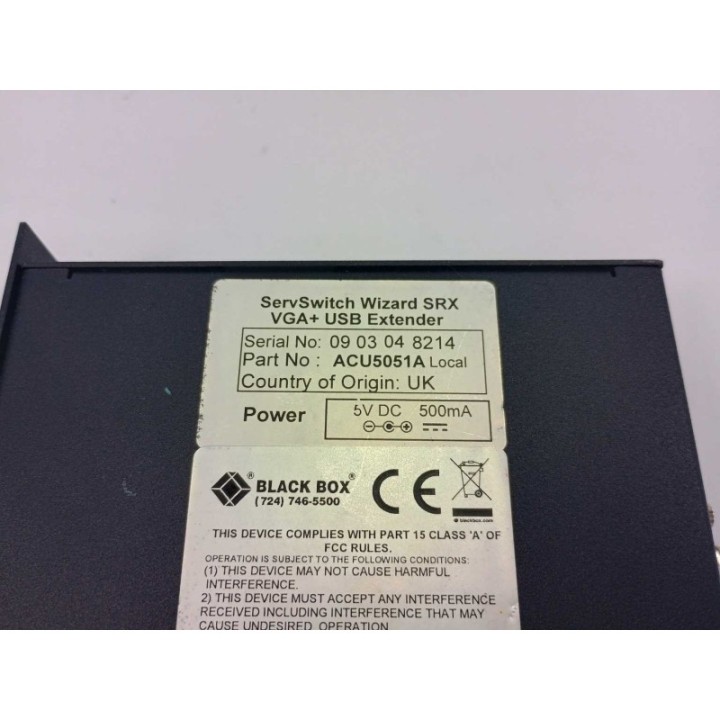 ServSwitch Wizard SRX
VGA+ USB Extender
Serial No: 09 03 04 8214
Part No : ACU5051A Local
Country of Origin: UK
Power 5V DC 500mA
® BLACK BOX ®
(724) 746-5500
CE
blackbox.com
THIS DEVICE COMPLIES WITH PART 15 CLASS 'A' OF
FCC RULES.
OPERATION IS SUBJECT TO THE FOLLOWING CONDITIONS:
(1) THIS DEVICE MAY NOT CAUSE HARMFUL
INTERFERENCE.
2) THIS DEVICE MUST ACCEPT ANY INTERFERENCE
RECEIVED INCLUDING INTERFERENCE THAT MAY
CAUSE UNDESIRED OPERATION